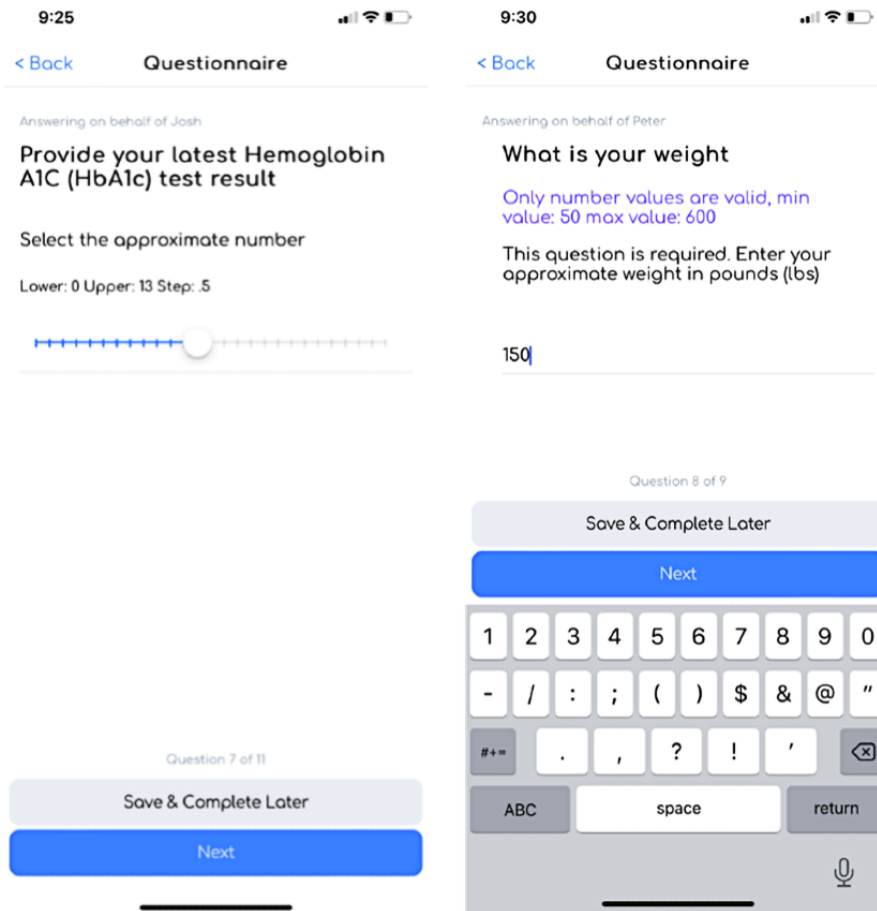 9:25
< Back
Questionnaire
Answering on behalf of Josh
Provide your latest Hemoglobin
A1C (HbA1c) test result
Select the approximate number
Lower: 0 Upper: 13 Step: .5
Question 7 of 11
Save & Complete Later
Next
9:30
< Back
Questionnaire
Answering on behalf of Peter
What is your weight
Only number values are valid, min
value: 50 max value: 600
This question is required. Enter your
approximate weight in pounds (lbs)
150
Question 8 of 9
Save & Complete Later
Next
1 2 3 4 5 6 7 8 9 0
- / : ; ( ) $ & @ "
#+= . , ? ! '
ABC space return